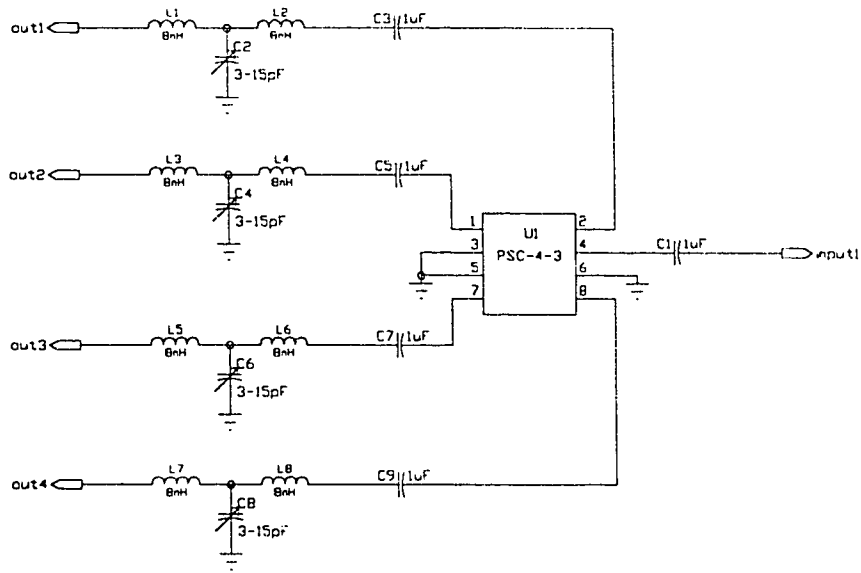 L1 L2 C3 1uF
out1 8nH 6nH
C2
3-15pF
L3 L4 C5 1uF
out2 8nH 8nH
C4
3-15pF
1 U1 2
3 PSC-4-3 4 C1 1uF input1
5 6
7 8
L5 L6 C7 1uF
out3 8nH 8nH
C6
3-15pF
L7 L8 C9 1uF
out4 8nH 8nH
C8
3-15pF